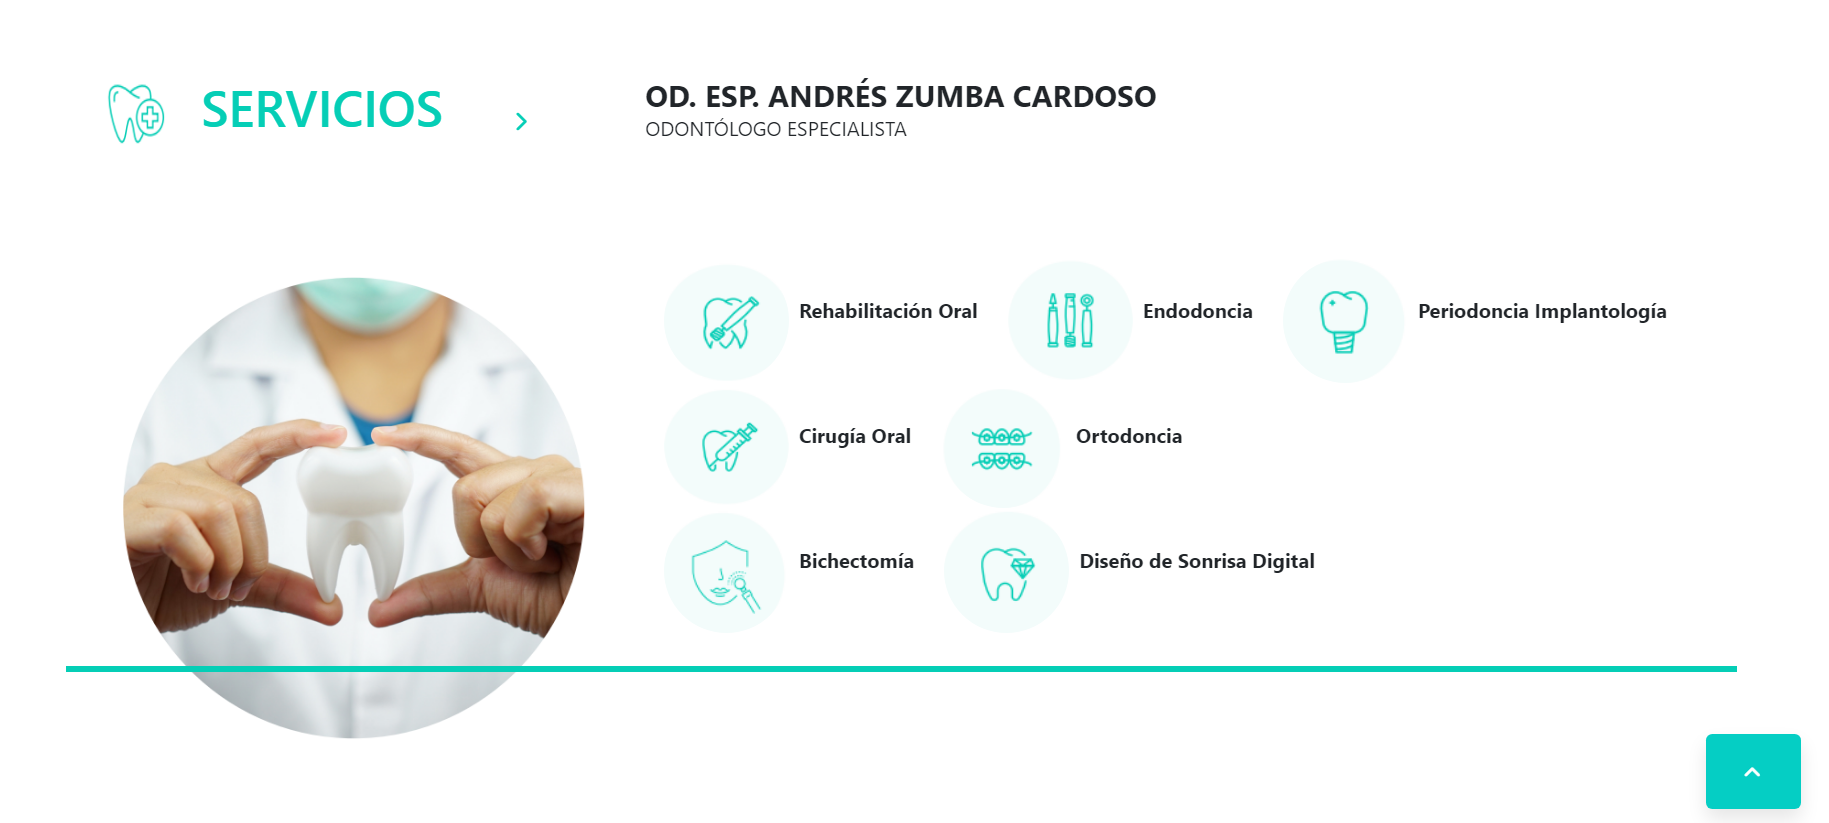 SERVICIOS
OD. ESP. ANDRÉS ZUMBA CARDOSO
ODONTÓLOGO ESPECIALISTA
Rehabilitación Oral
Endodoncia
Periodoncia Implantología
Cirugía Oral
Ortodoncia
Bichectomía
Diseño de Sonrisa Digital